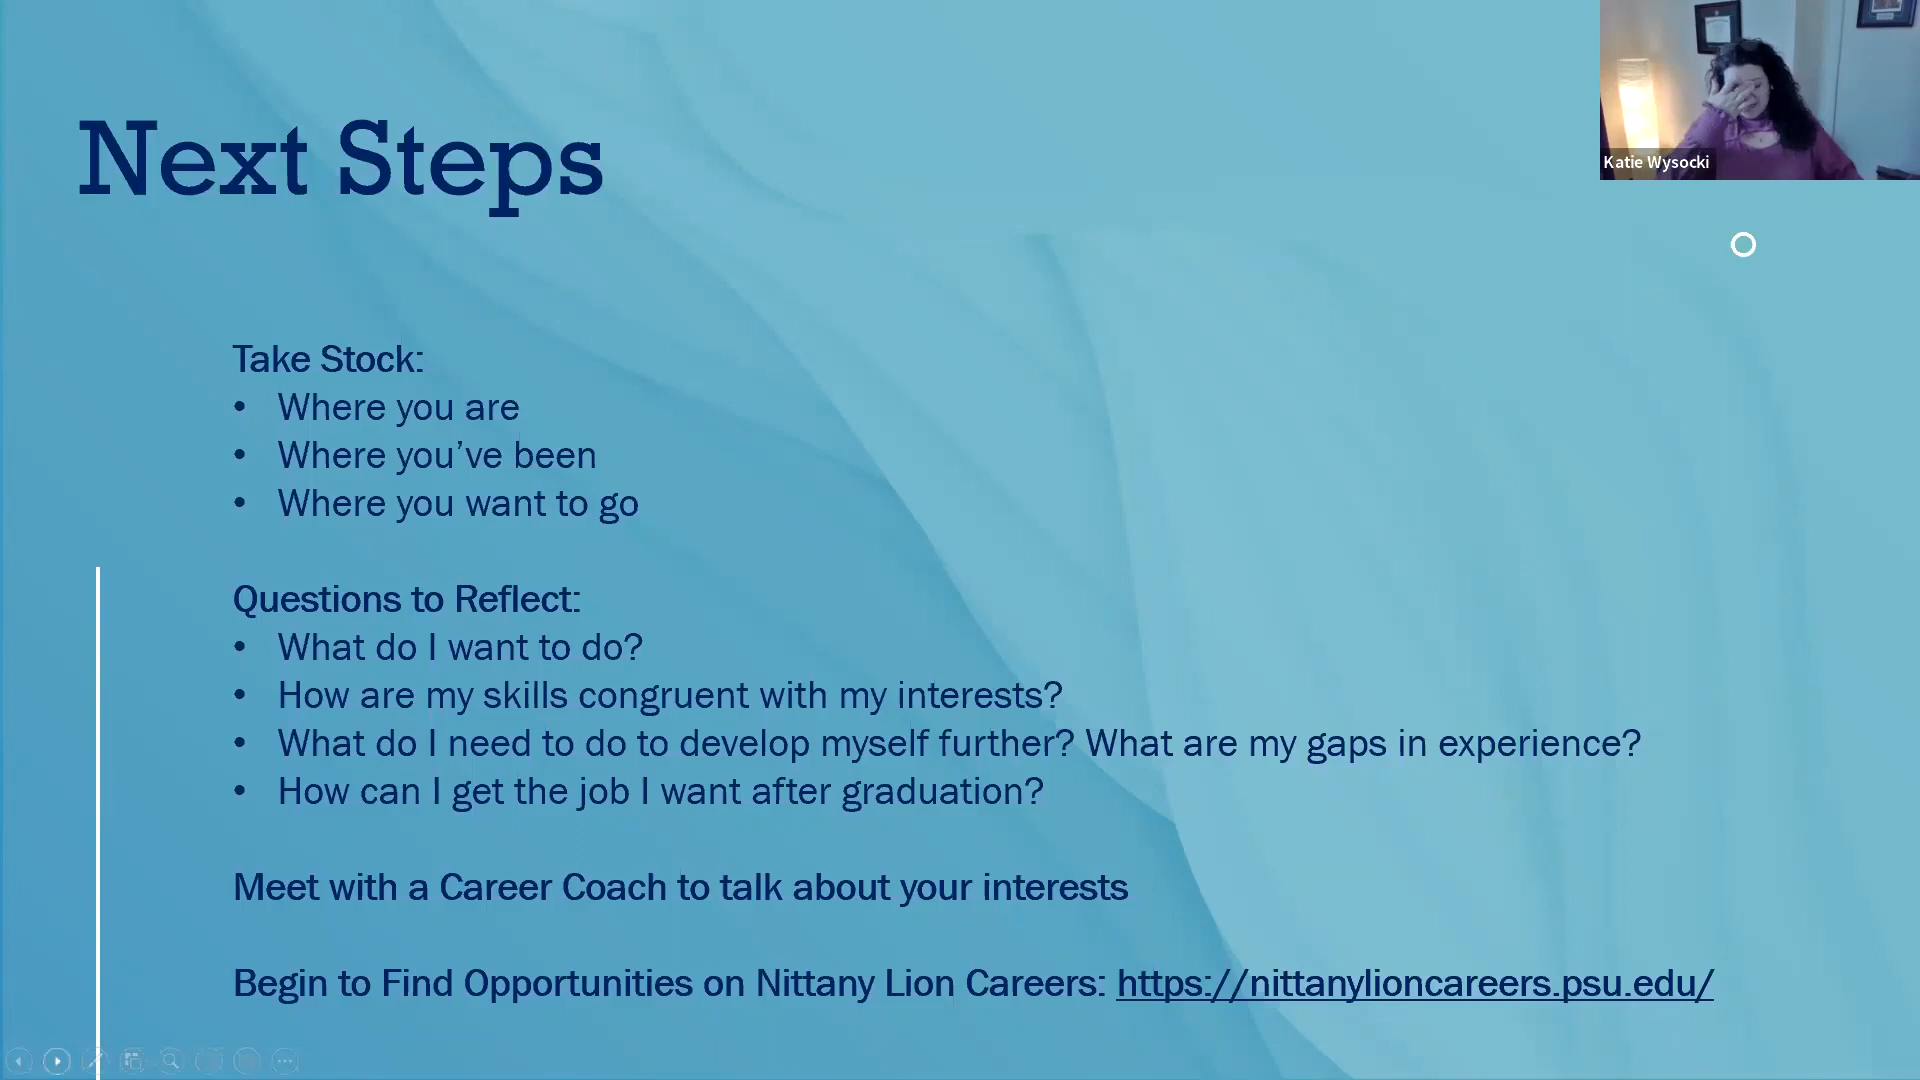 Next Steps
Katie Wysocki
Take Stock:
• Where you are
• Where you’ve been
• Where you want to go
Questions to Reflect:
• What do I want to do?
• How are my skills congruent with my interests?
• What do I need to do to develop myself further? What are my gaps in experience?
• How can I get the job I want after graduation?
Meet with a Career Coach to talk about your interests
Begin to Find Opportunities on Nittany Lion Careers: https://nittanylioncareers.psu.edu/